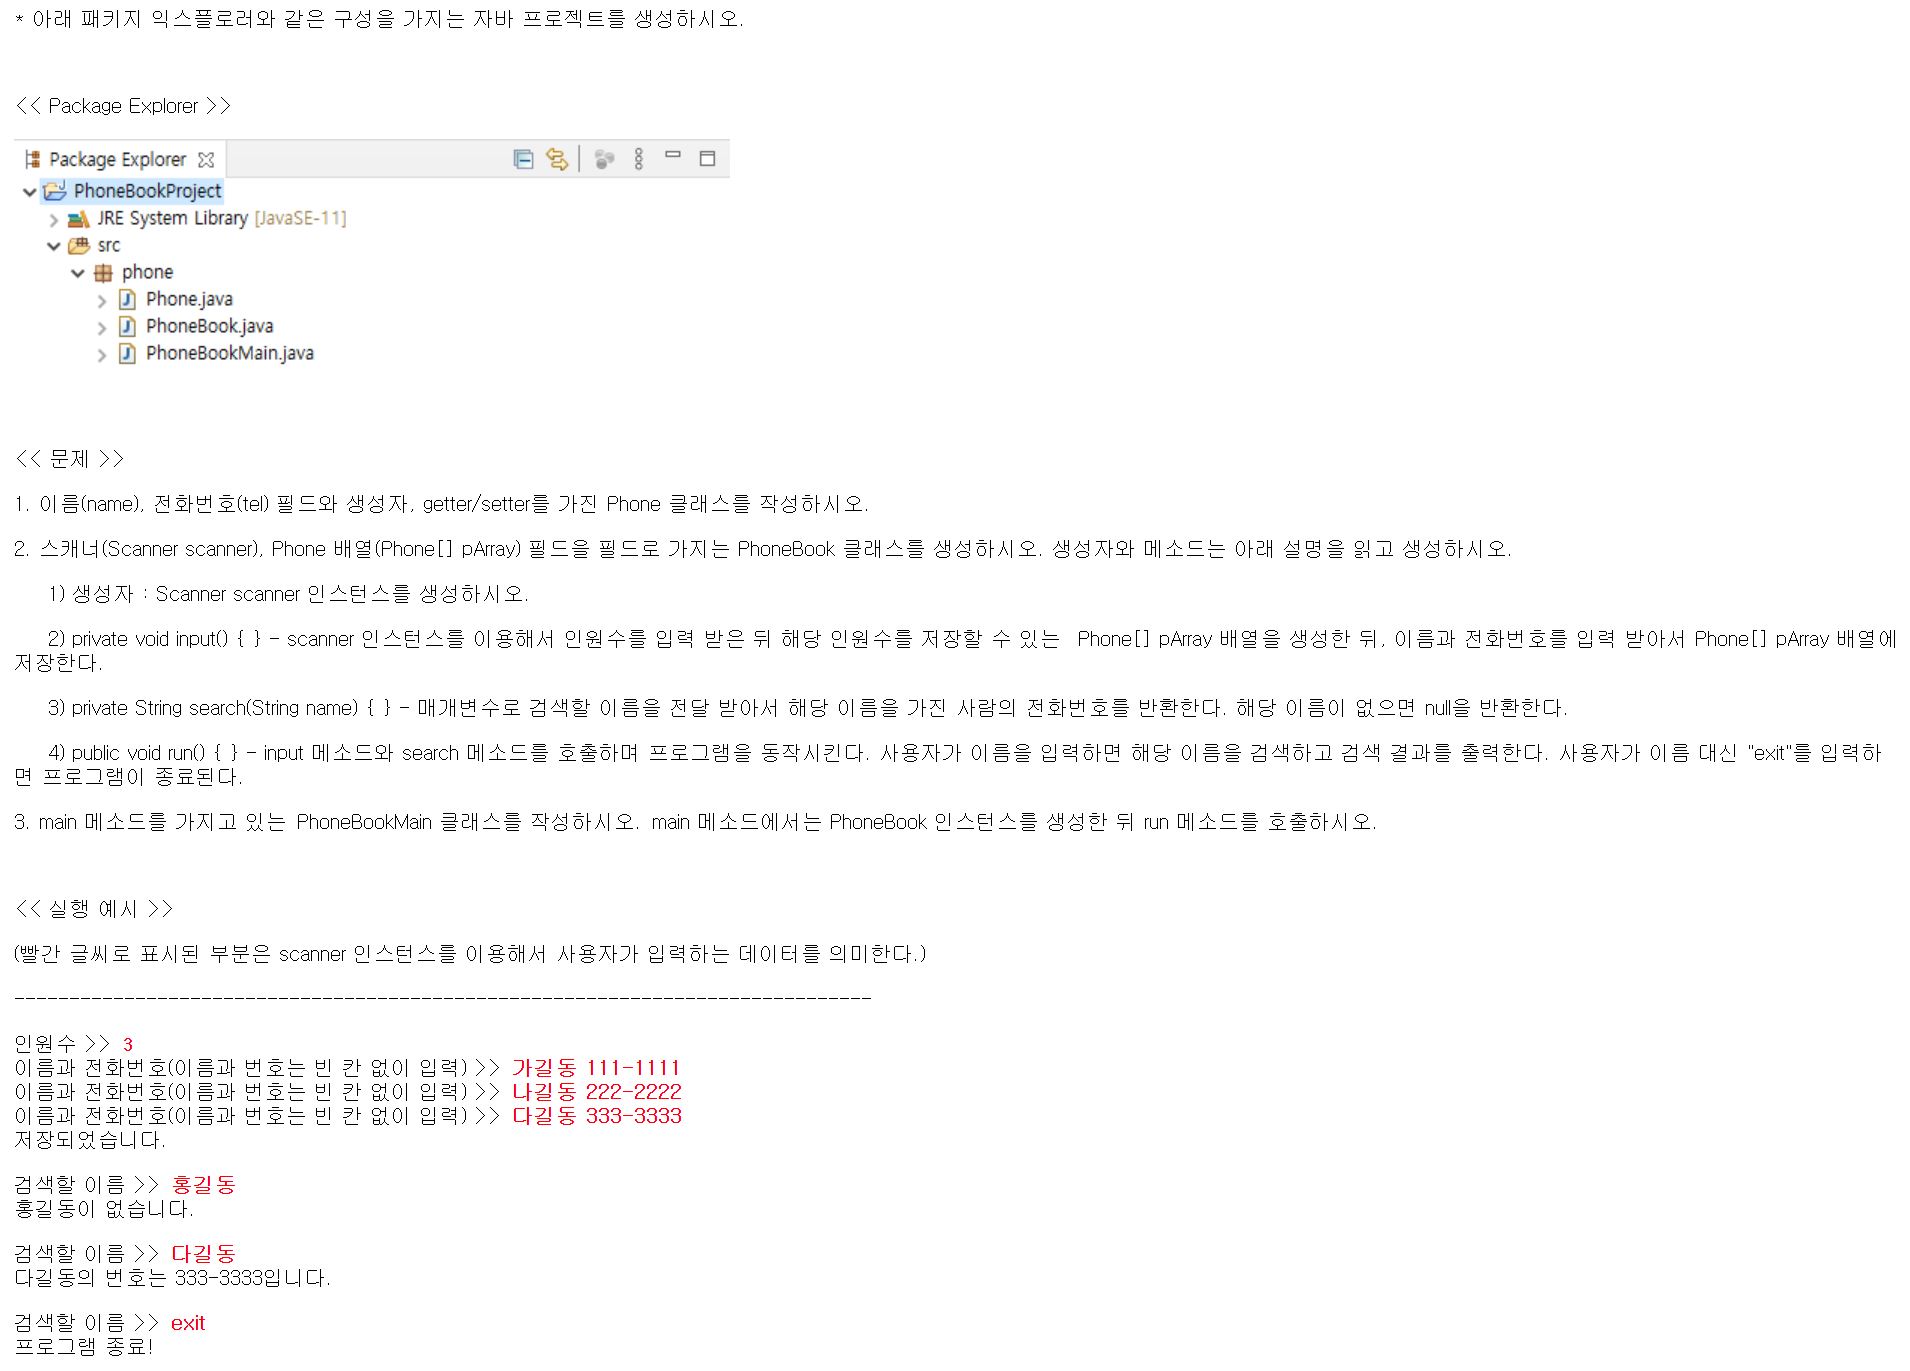 * 아래 패키지 익스플로러와 같은 구성을 가지는 자바 프로젝트를 생성하시오.
<< Package Explorer >>
Package Explorer
PhoneBookProject
JRE System Library [JavaSE-11]
src
phone
Phone.java
PhoneBook.java
PhoneBookMain.java
<< 문제 >>
1. 이름(name), 전화번호(tel) 필드와 생성자, getter/setter를 가진 Phone 클래스를 작성하시오.
2. 스캐너(Scanner scanner), Phone 배열(Phone[] pArray) 필드을 필드로 가지는 PhoneBook 클래스를 생성하시오. 생성자와 메소드는 아래 설명을 읽고 생성하시오.
1) 생성자 : Scanner scanner 인스턴스를 생성하시오.
2) private void input() { } - scanner 인스턴스를 이용해서 인원수를 입력 받은 뒤 해당 인원수를 저장할 수 있는 Phone[] pArray 배열을 생성한 뒤, 이름과 전화번호를 입력 받아서 Phone[] pArray 배열에
저장한다.
3) private String search(String name) { } - 매개변수로 검색할 이름을 전달 받아서 해당 이름을 가진 사람의 전화번호를 반환한다. 해당 이름이 없으면 null을 반환한다.
4) public void run() { } - input 메소드와 search 메소드를 호출하며 프로그램을 동작시킨다. 사용자가 이름을 입력하면 해당 이름을 검색하고 검색 결과를 출력한다. 사용자가 이름 대신 "exit"를 입력하
면 프로그램이 종료된다.
3. main 메소드를 가지고 있는 PhoneBookMain 클래스를 작성하시오. main 메소드에서는 PhoneBook 인스턴스를 생성한 뒤 run 메소드를 호출하시오.
<< 실행 예시 >>
(빨간 글씨로 표시된 부분은 scanner 인스턴스를 이용해서 사용자가 입력하는 데이터를 의미한다.)
------------------------------------------------------------------------------
인원수 >> 3
이름과 전화번호(이름과 번호는 빈 칸 없이 입력) >> 가길동 111-1111
이름과 전화번호(이름과 번호는 빈 칸 없이 입력) >> 나길동 222-2222
이름과 전화번호(이름과 번호는 빈 칸 없이 입력) >> 다길동 333-3333
저장되었습니다.
검색할 이름 >> 홍길동
홍길동이 없습니다.
검색할 이름 >> 다길동
다길동의 번호는 333-3333입니다.
검색할 이름 >> exit
프로그램 종료!